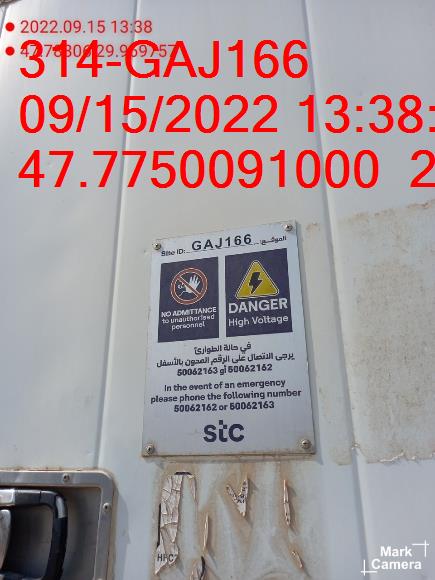 2022.09.15 13:38
314-GAJ166
09/15/2022 13:38:
47.7750091000 2
Site ID: GAJ166 الموقع:
NO ADMITTANCE
to unauthorised
personnel
DANGER
High Voltage
في حالة الطوارئ
يرجى الاتصال على الرقم المدون بالأسفل
50062162 أو 50062163
In the event of an emergency
please phone the following number
50062162 or 50062163
stc
Mark
Camera